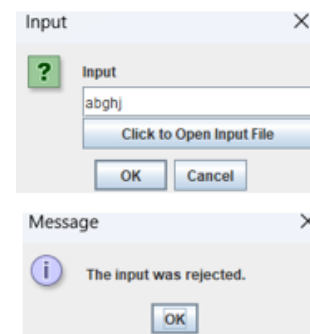 Input
Input
abghj
Click to Open Input File
OK Cancel
Message
The input was rejected.
OK